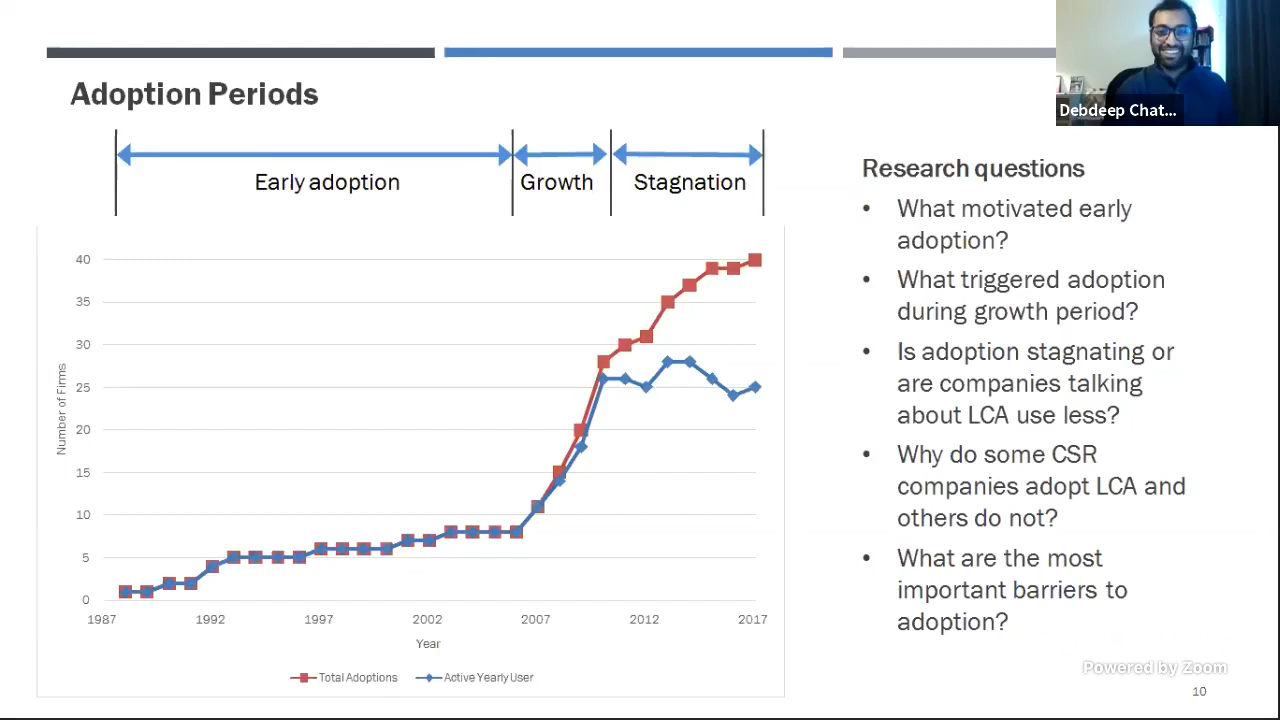 Debdeep Chat...
Adoption Periods
Early adoption
Growth
Stagnation
40
35
30
25
20
15
10
5
0
Number of Firms
1987
1992
1997
2002
2007
2012
2017
Year
Total Adoptions
Active Yearly User
Research questions
• What motivated early
adoption?
• What triggered adoption
during growth period?
• Is adoption stagnating or
are companies talking
about LCA use less?
• Why do some CSR
companies adopt LCA and
others do not?
• What are the most
important barriers to
adoption?
Powered by Zoom
10